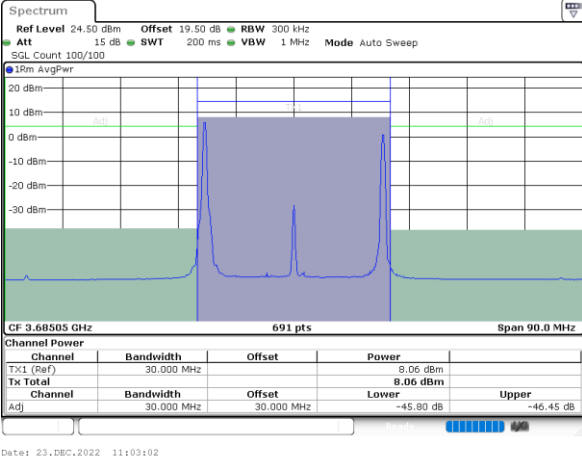 Spectrum
Ref Level 24.50 dBm Offset 19.50 dB RBW 300 kHz
Att 15 dB SWT 200 ms VBW 1 MHz Mode Auto Sweep
SGL Count 100/100
1Rm AvgPwr
20 dBm
TX1
10 dBm
Adj Adj
0 dBm
-10 dBm
-20 dBm
-30 dBm
CF 3.68505 GHz 691 pts Span 90.0 MHz
Channel Power
Channel Bandwidth Offset Power
TX1 (Ref) 30.000 MHz 8.06 dBm
Tx Total 8.06 dBm
Channel Bandwidth Offset Lower Upper
Adj 30.000 MHz 30.000 MHz -45.80 dB -46.45 dB
Ready
Date: 23.DEC.2022 11:03:02